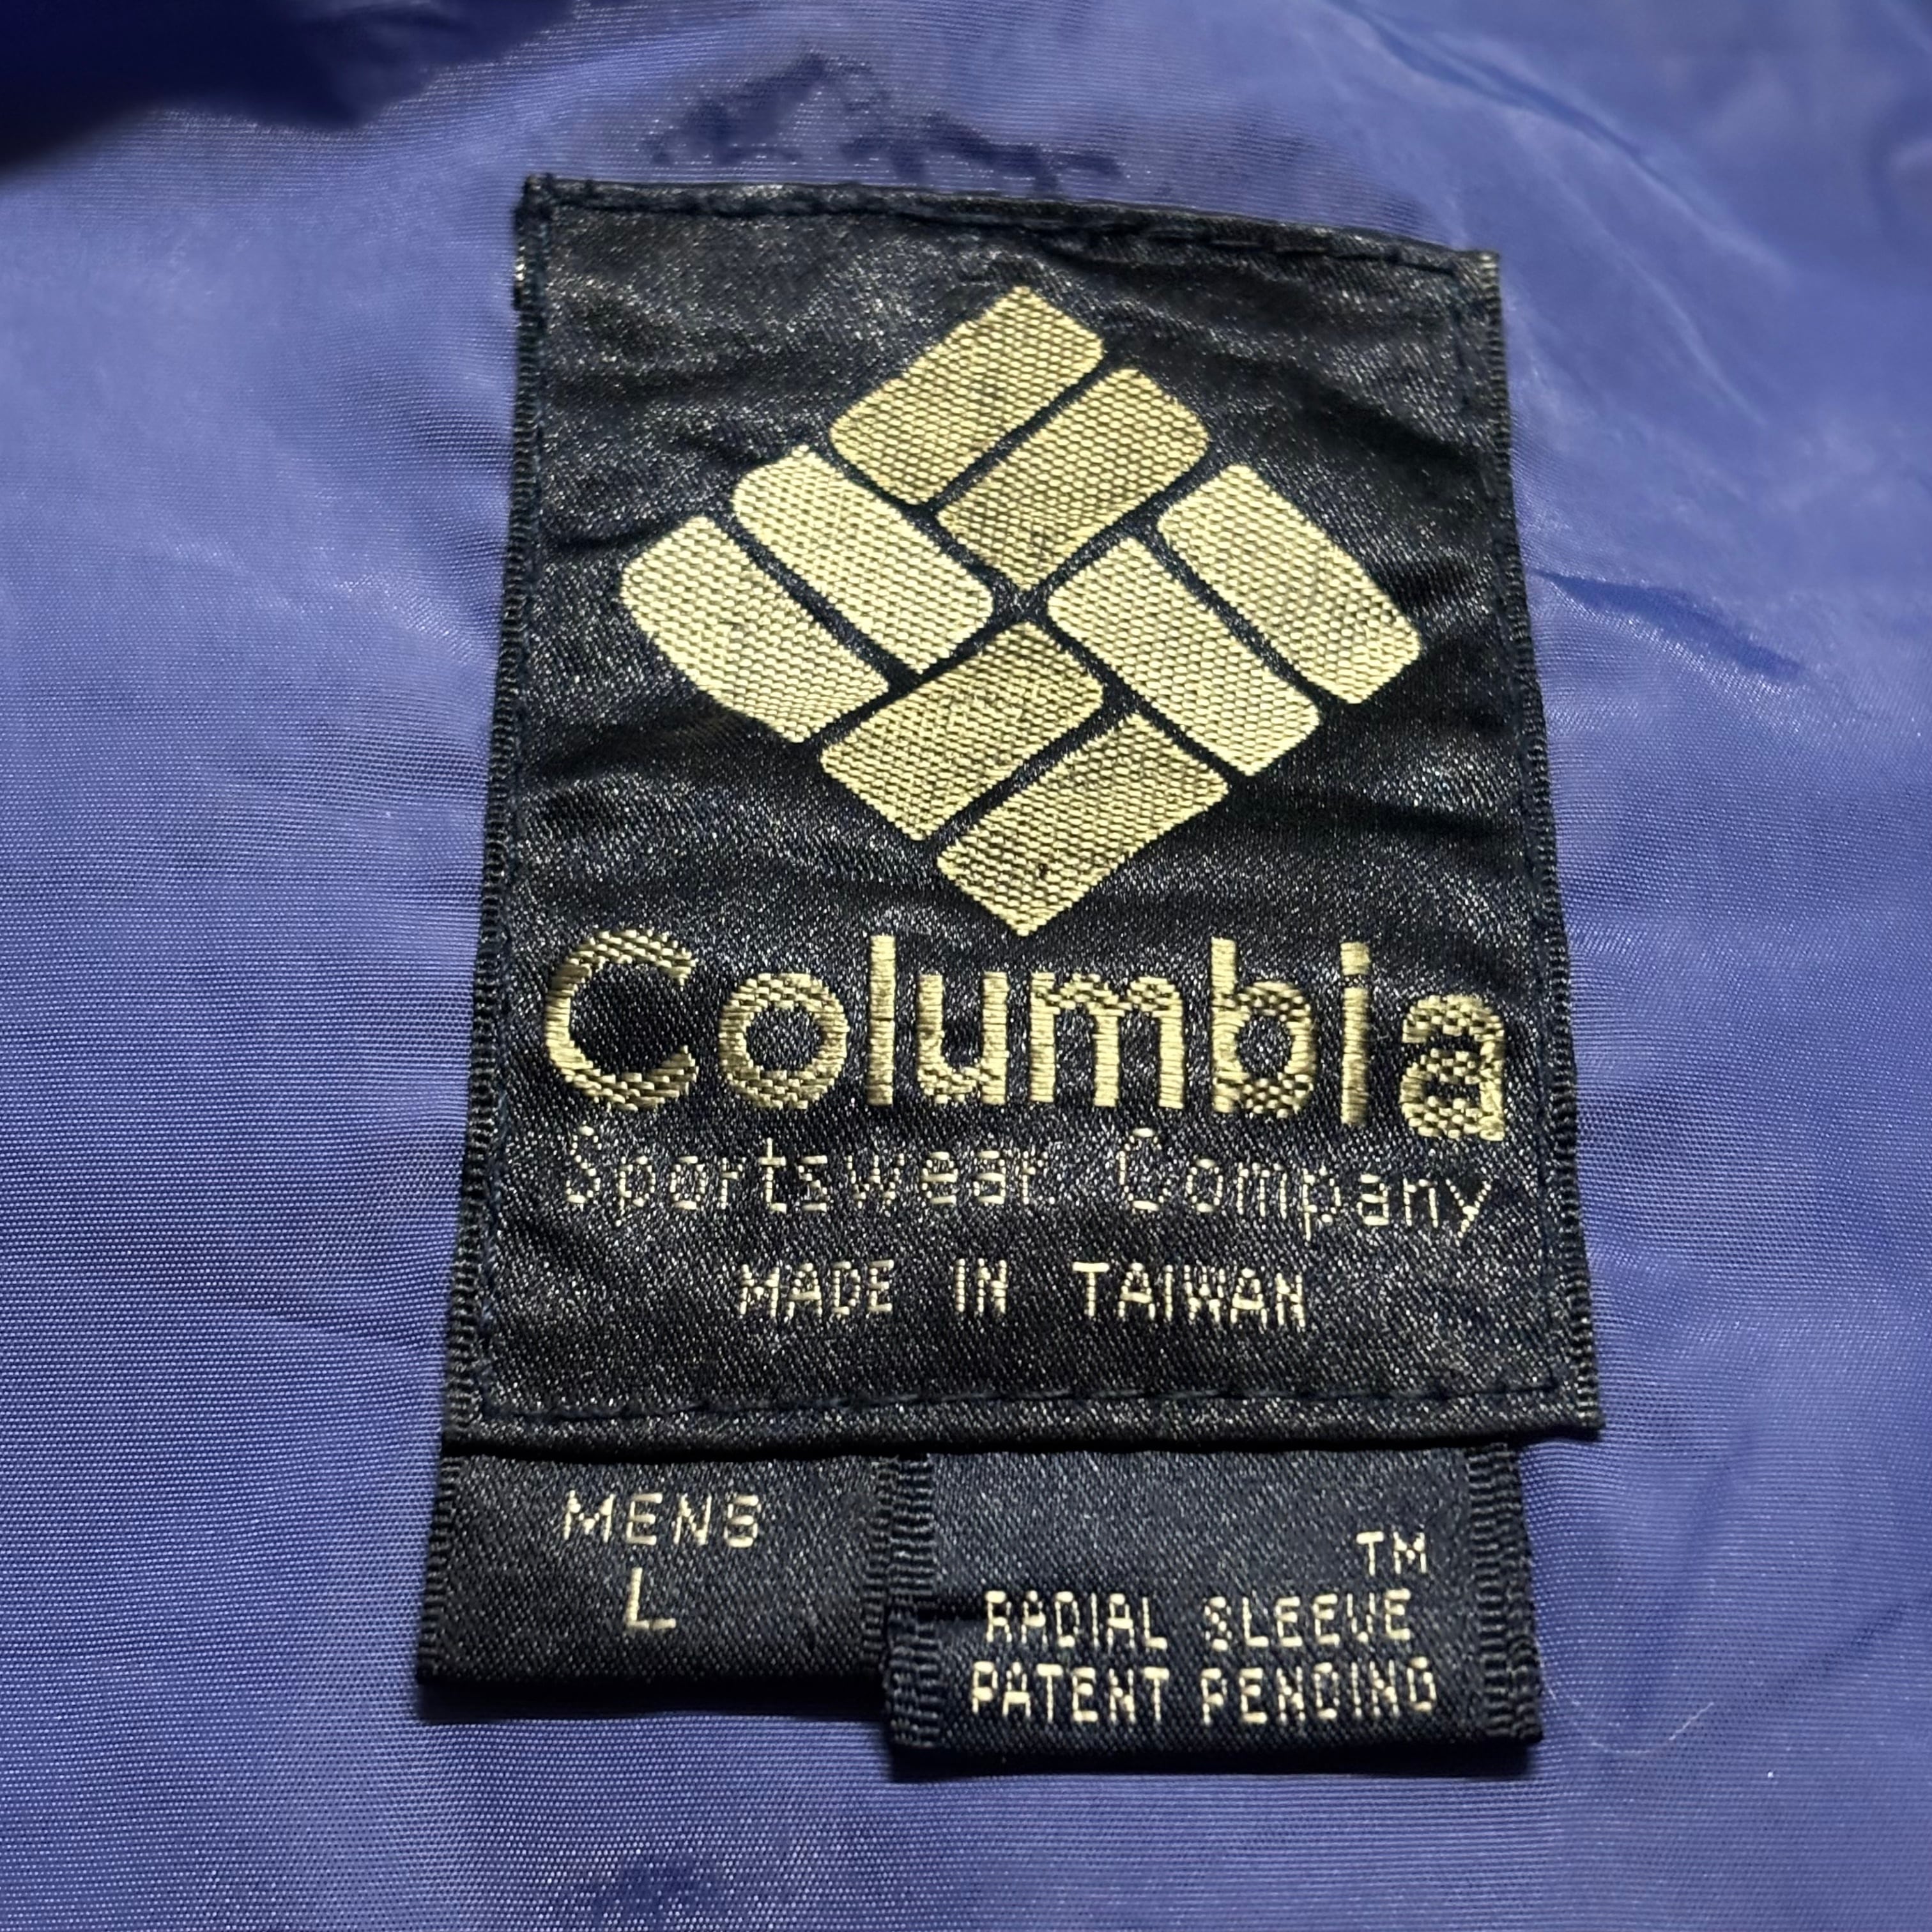 Columbia
Sportswear Company
MADE IN TAIWAN
MENS
L
TM
RADIAL SLEEVE
PATENT PENDING